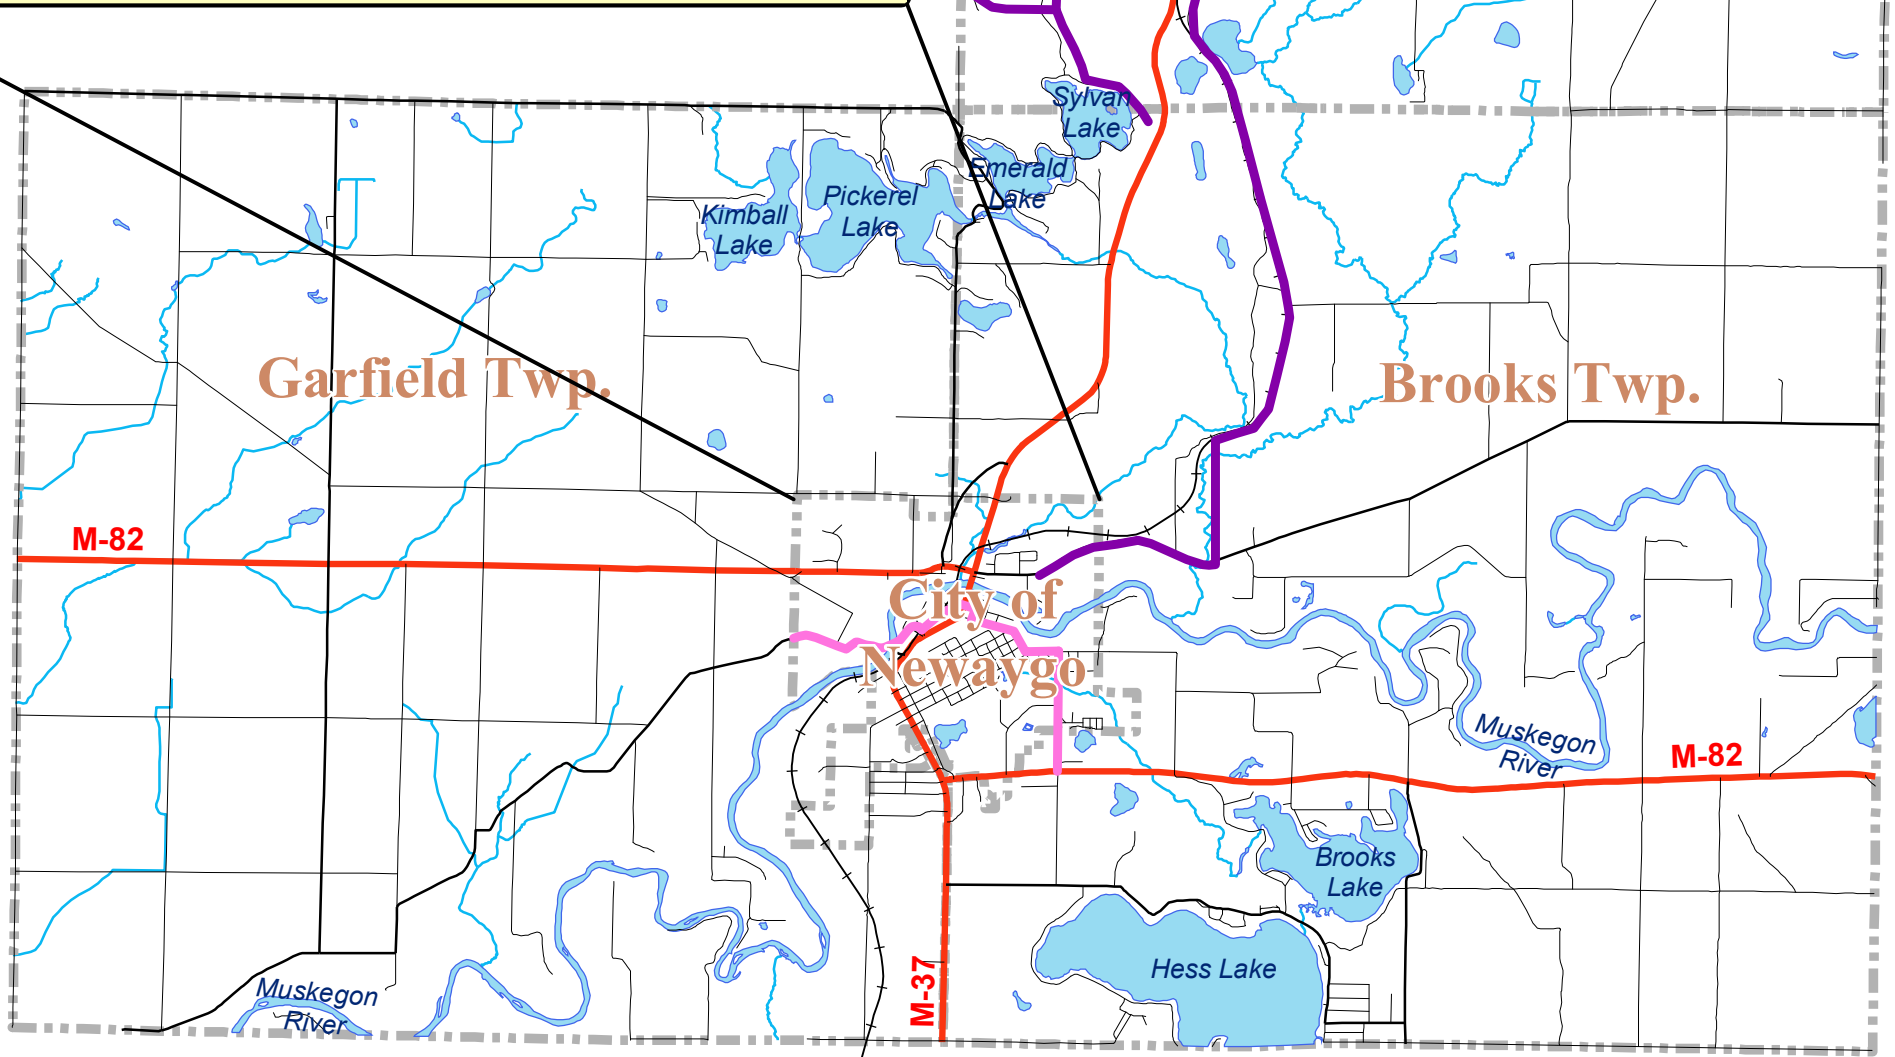 Sylvan
Lake
Emerald
Lake
Pickerel
Lake
Kimball
Lake
Garfield Twp.
Brooks Twp.
M-82
City of
Newaygo
Muskegon
River
M-82
Brooks
Lake
Hess Lake
M-37
Muskegon
River